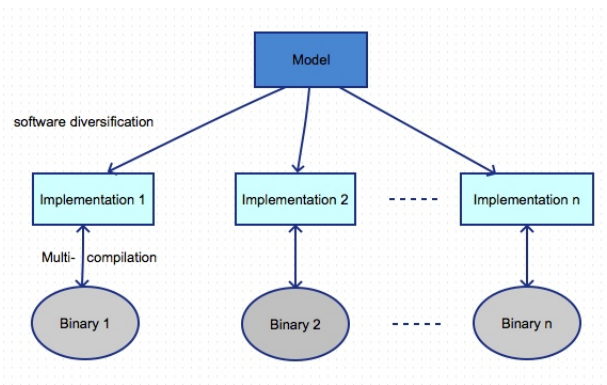 Model
software diversification
Implementation 1
Implementation 2
Implementation n
Multi- compilation
Binary 1
Binary 2
Binary n